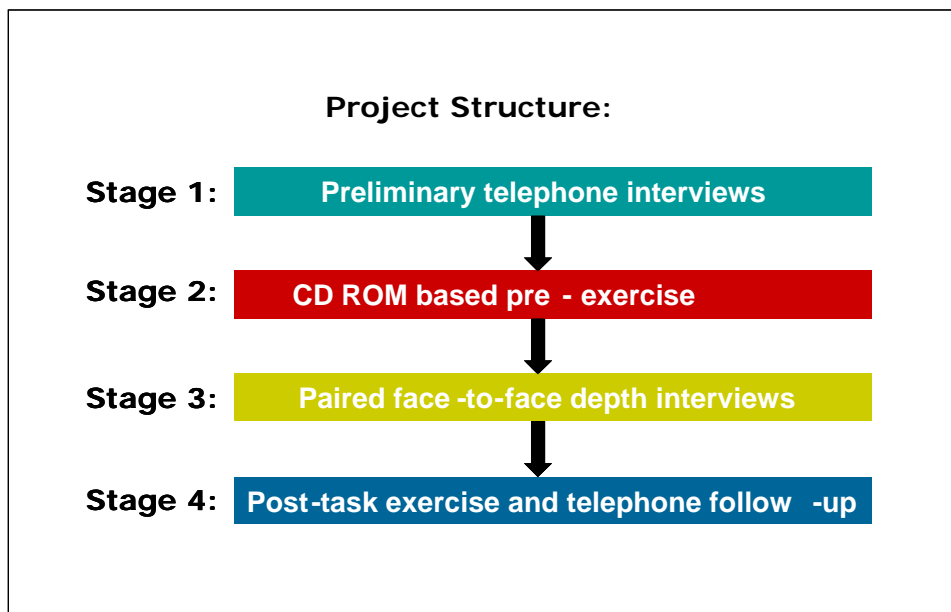 Project Structure:
Stage 1: Preliminary telephone interviews
Stage 2: CD ROM based pre - exercise
Stage 3: Paired face -to-face depth interviews
Stage 4: Post-task exercise and telephone follow -up